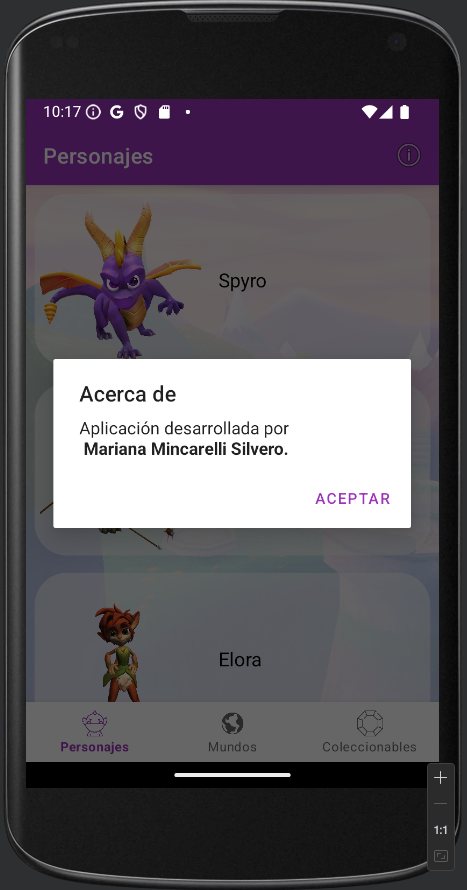 10:17
Personajes
Spyro
Acerca de
Aplicación desarrollada por
Mariana Mincarelli Silvero.
ACEPTAR
Elora
Personajes
Mundos
Coleccionables
1:1